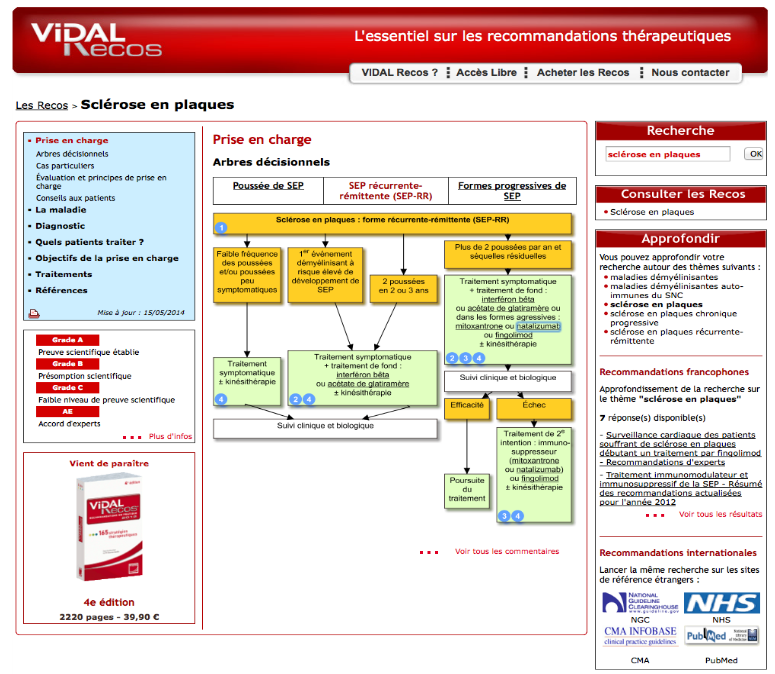 ViDAL
Recos
L'essentiel sur les recommandations thérapeutiques
VIDAL Recos ?
Accès Libre
Acheter les Recos
Nous contacter
Les Recos > Sclérose en plaques
Prise en charge
Arbres décisionnels
Cas particuliers
Évaluation et principes de prise en
charge
Conseils aux patients
La maladie
Diagnostic
Quels patients traiter ?
Objectifs de la prise en charge
Traitements
Références
Mise à jour : 15/05/2014
Grade A
Preuve scientifique établie
Grade B
Présomption scientifique
Grade C
Faible niveau de preuve scientifique
AE
Accord d'experts
Plus d'infos
Vient de paraître
ViDAL
Recos
4e édition
2220 pages - 39,90 €
Prise en charge
Arbres décisionnels
Poussée de SEP
SEP récurrente-
rémittente (SEP-RR)
Formes progressives de
SEP
Sclérose en plaques : forme récurrente-rémittente (SEP-RR)
1
Faible fréquence
des poussées
et/ou poussées
peu
symptomatiques
1er évènement
démyélinisant à
risque élevé de
développement de
SEP
2 poussées
en 2 ou 3 ans
Plus de 2 poussées par an et
séquelles résiduelles
Traitement symptomatique
+ traitement de fond :
interféron bêta
ou acétate de glatiramère ou
dans les formes agressives :
mitoxantrone ou natalizumab
ou fingolimod
± kinésithérapie
2 3 4
Traitement
symptomatique
± kinésithérapie
4
Traitement symptomatique
+ traitement de fond :
interféron bêta
ou acétate de glatiramère
± kinésithérapie
2 4
Suivi clinique et biologique
Suivi clinique et biologique
Efficacité
Échec
Poursuite
du
traitement
Traitement de 2e
intention : immuno-
suppresseur
(mitoxantrone
ou natalizumab)
ou fingolimod
± kinésithérapie
3 4
Voir tous les commentaires
Recherche
sclérose en plaques
OK
Consulter les Recos
Sclérose en plaques
Approfondir
Vous pouvez approfondir votre
recherche autour des thèmes suivants :
maladies démyélinisantes
maladies démyélinisantes auto-
immunes du SNC
sclérose en plaques
sclérose en plaques chronique
progressive
sclérose en plaques récurrente-
rémittente
Recommandations francophones
Approfondissement de la recherche sur
le thème "sclérose en plaques"
7 réponse(s) disponible(s)
- Surveillance cardiaque des patients
souffrant de sclérose en plaques
débutant un traitement par fingolimod
- Recommandations d'experts
- Traitement immunomodulateur et
immunosuppressif de la SEP - Résumé
des recommandations actualisées
pour l'année 2012
Voir tous les résultats
Recommandations internationales
Lancer la même recherche sur les sites
de référence étrangers :
NATIONAL
GUIDELINE
CLEARINGHOUSE
www.guideline.gov
NGC
NHS
NHS
CMA INFOBASE
clinical practice guidelines
CMA
PubMed
PubMed